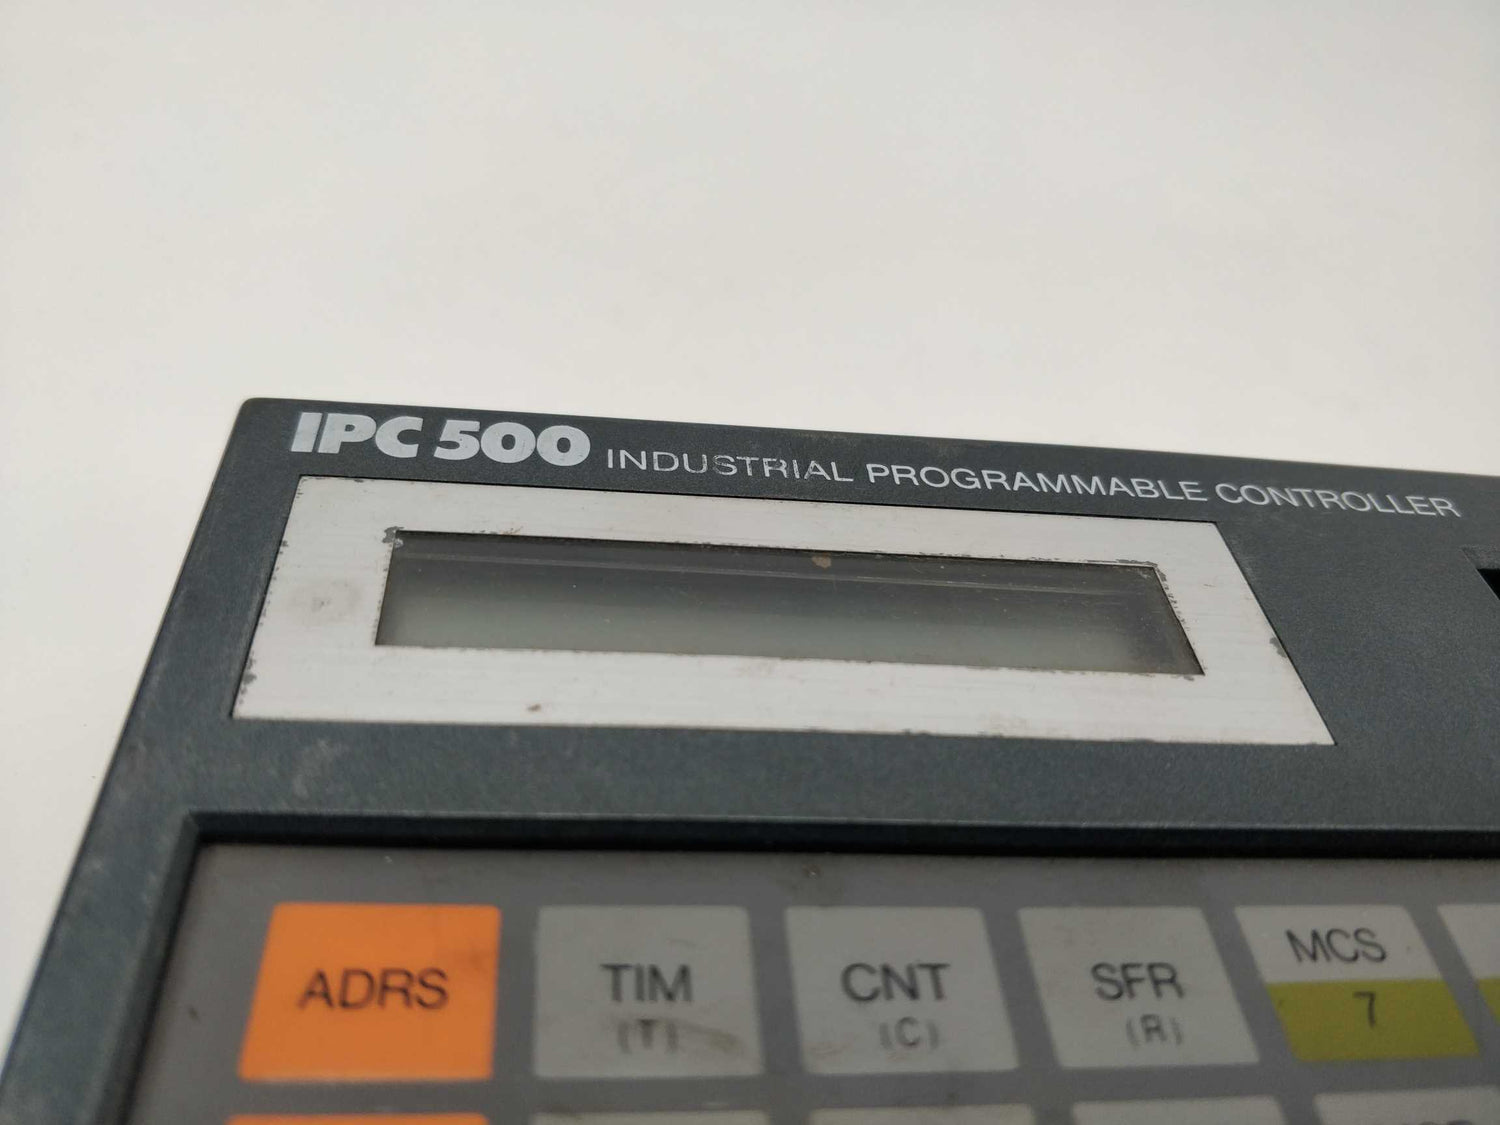 IPC 500 INDUSTRIAL PROGRAMMABLE CONTROLLER
ADRS
TIM
(T)
CNT
(C)
SFR
(R)
MCS
7